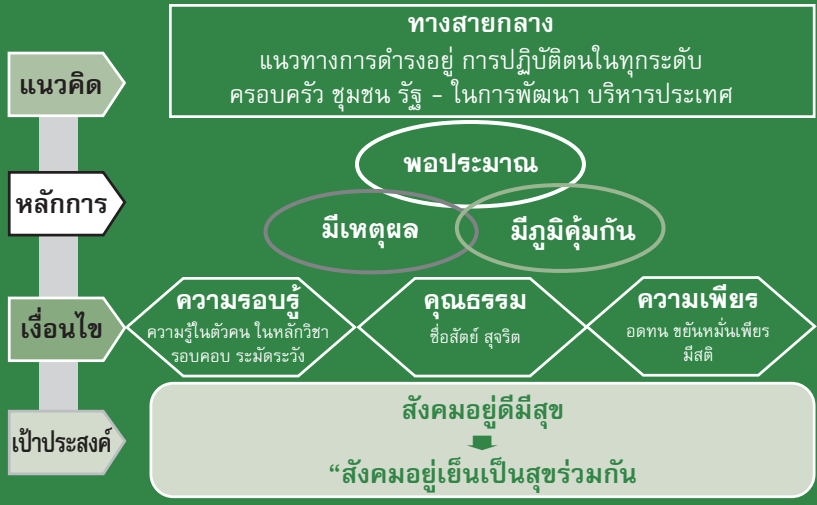 ทางสายกลาง
แนวทางการดำรงอยู่ การปฏิบัติตนในทุกระดับ
ครอบครัว ชุมชน รัฐ - ในการพัฒนา บริหารประเทศ
แนวคิด
พอประมาณ
หลักการ
มีเหตุผล
มีภูมิคุ้มกัน
เงื่อนไข
ความรอบรู้
ความรู้ในตัวคน ในหลักวิชา
รอบคอบ ระมัดระวัง
คุณธรรม
ซื่อสัตย์ สุจริต
ความเพียร
อดทน ขยันหมั่นเพียร
มีสติ
เป้าประสงค์
สังคมอยู่ดีมีสุข
“สังคมอยู่เย็นเป็นสุขร่วมกัน